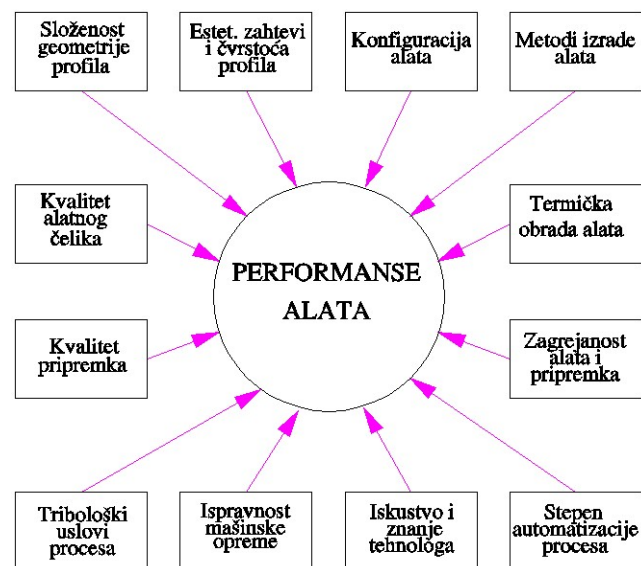 Složenost
geometrije
profila
Estet. zahtevi
i čvrstoća
profila
Konfiguracija
alata
Metodi izrade
alata
Kvalitet
alatnog
čelika
Termička
obrada alata
PERFORMANSE
ALATA
Kvalitet
pripremka
Zagrejanost
alata i
pripremka
Tribološki
uslovi
procesa
Ispravnost
mašinske
opreme
Iskustvo i
znanje
tehnologa
Stepen
automatizacije
procesa